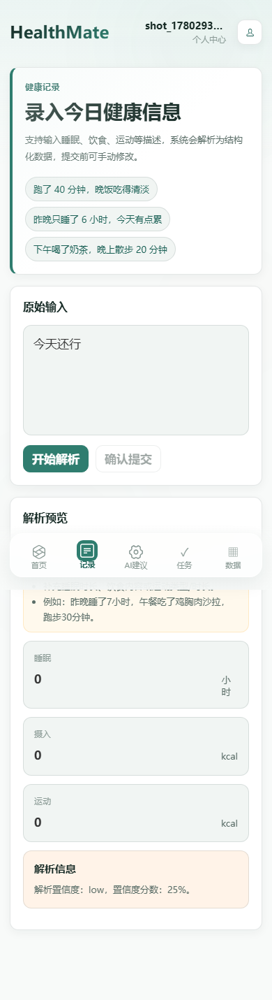 HealthMate
shot_1780293...
个人中心
健康记录
录入今日健康信息
支持输入睡眠、饮食、运动等描述，系统会解析为结构
化数据，提交前可手动修改。
跑了 40 分钟，晚饭吃得清淡
昨晚只睡了 6 小时，今天有点累
下午喝了奶茶，晚上散步 20 分钟
原始输入
今天还行
开始解析
确认提交
解析预览
首页
记录
AI建议
任务
数据
例如：昨晚睡了7小时，午餐吃了鸡胸肉沙拉，
跑步30分钟。
睡眠
0
小
时
摄入
0
kcal
运动
0
kcal
解析信息
解析置信度：low，置信度分数：25%。